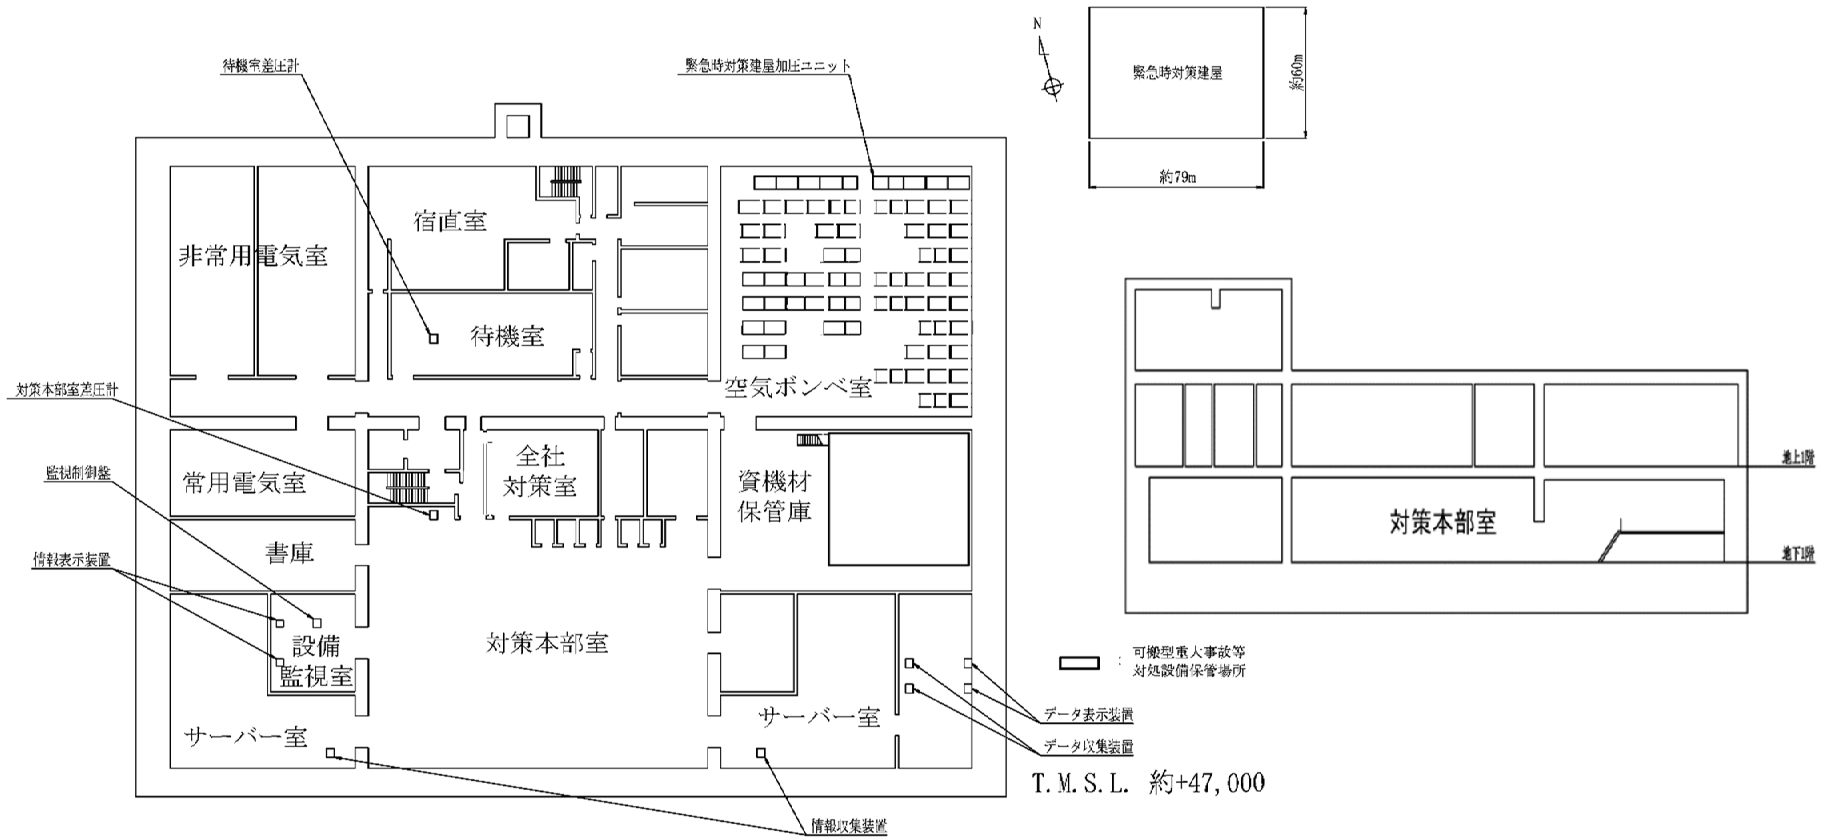 待機室差圧計
緊急時対策建屋加圧ユニット
N
緊急時対策建屋
約60m
約79m
宿直室
非常用電気室
待機室
対策本部室差圧計
空気ボンベ室
監視制御盤
常用電気室
全社
対策室
資機材
保管庫
地上1階
対策本部室
地下1階
情報表示装置
書庫
設備
監視室
対策本部室
:
可搬型重大事故等
対処設備保管場所
サーバー室
サーバー室
データ表示装置
データ収集装置
T.M.S.L. 約+47,000
情報収集装置